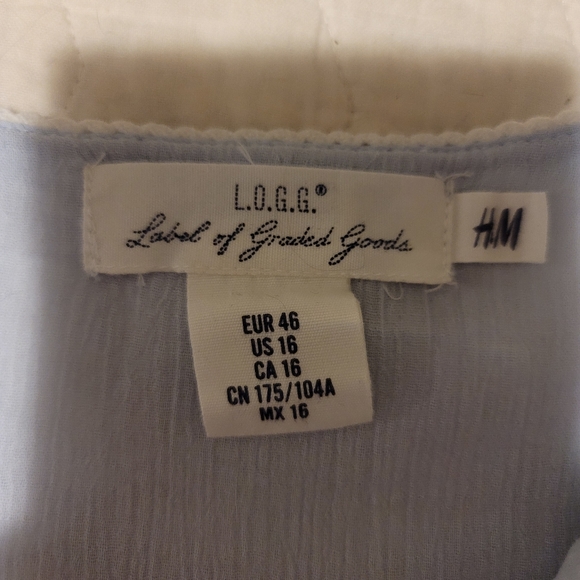 L.O.G.G.®
Label of Graded Goods
H&M
EUR 46
US 16
CA 16
CN 175/104A
MX 16